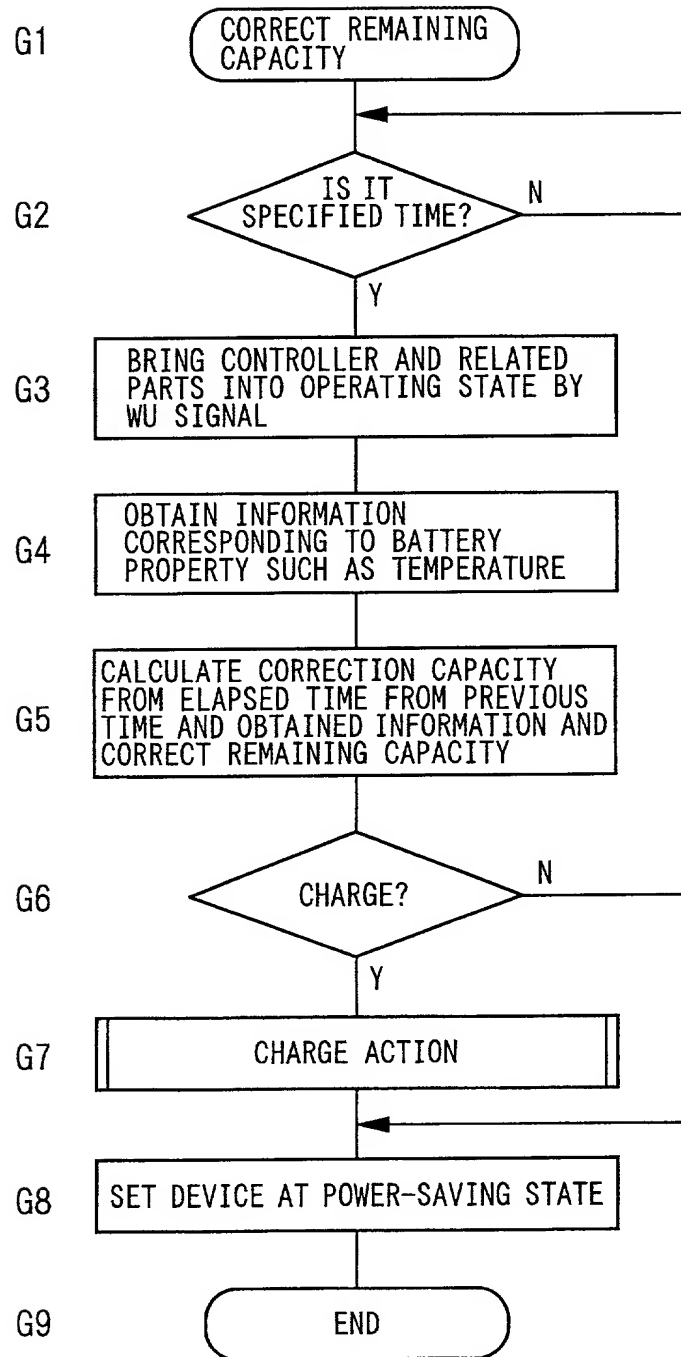 G1
CORRECT REMAINING
CAPACITY
G2
IS IT
SPECIFIED TIME?
N
Y
G3
BRING CONTROLLER AND RELATED
PARTS INTO OPERATING STATE BY
WU SIGNAL
G4
OBTAIN INFORMATION
CORRESPONDING TO BATTERY
PROPERTY SUCH AS TEMPERATURE
G5
CALCULATE CORRECTION CAPACITY
FROM ELAPSED TIME FROM PREVIOUS
TIME AND OBTAINED INFORMATION AND
CORRECT REMAINING CAPACITY
G6
CHARGE?
N
Y
G7
CHARGE ACTION
G8
SET DEVICE AT POWER-SAVING STATE
G9
END